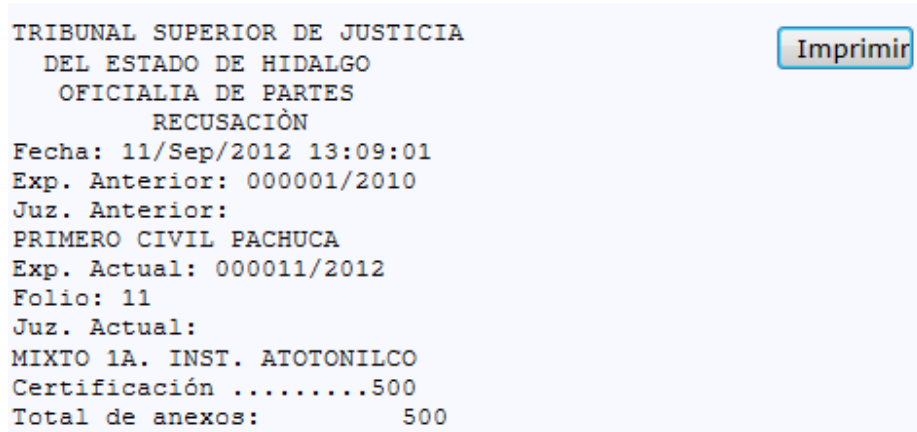 TRIBUNAL SUPERIOR DE JUSTICIA
DEL ESTADO DE HIDALGO
OFICIALIA DE PARTES
RECUSACIÒN
Fecha: 11/Sep/2012 13:09:01
Exp. Anterior: 000001/2010
Juz. Anterior:
PRIMERO CIVIL PACHUCA
Exp. Actual: 000011/2012
Folio: 11
Juz. Actual:
MIXTO 1A. INST. ATOTONILCO
Certificación .........500
Total de anexos: 500
Imprimir